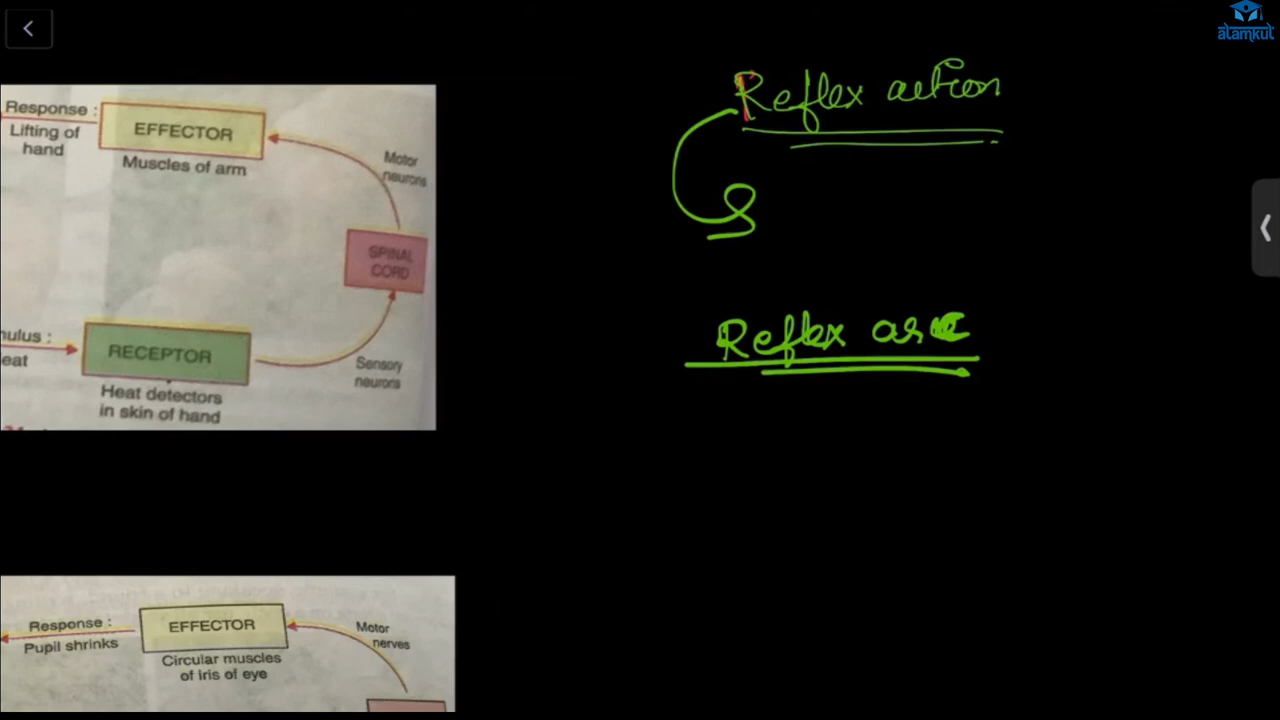 atamkul
Response :
Lifting of
hand
EFFECTOR
Muscles of arm
Motor
neurons
SPINAL
CORD
mulus :
eat
RECEPTOR
Heat detectors
in skin of hand
Sensory
neurons
Reflex action
Reflex arc
Response :
Pupil shrinks
EFFECTOR
Circular muscles
of iris of eye
Motor
nerves